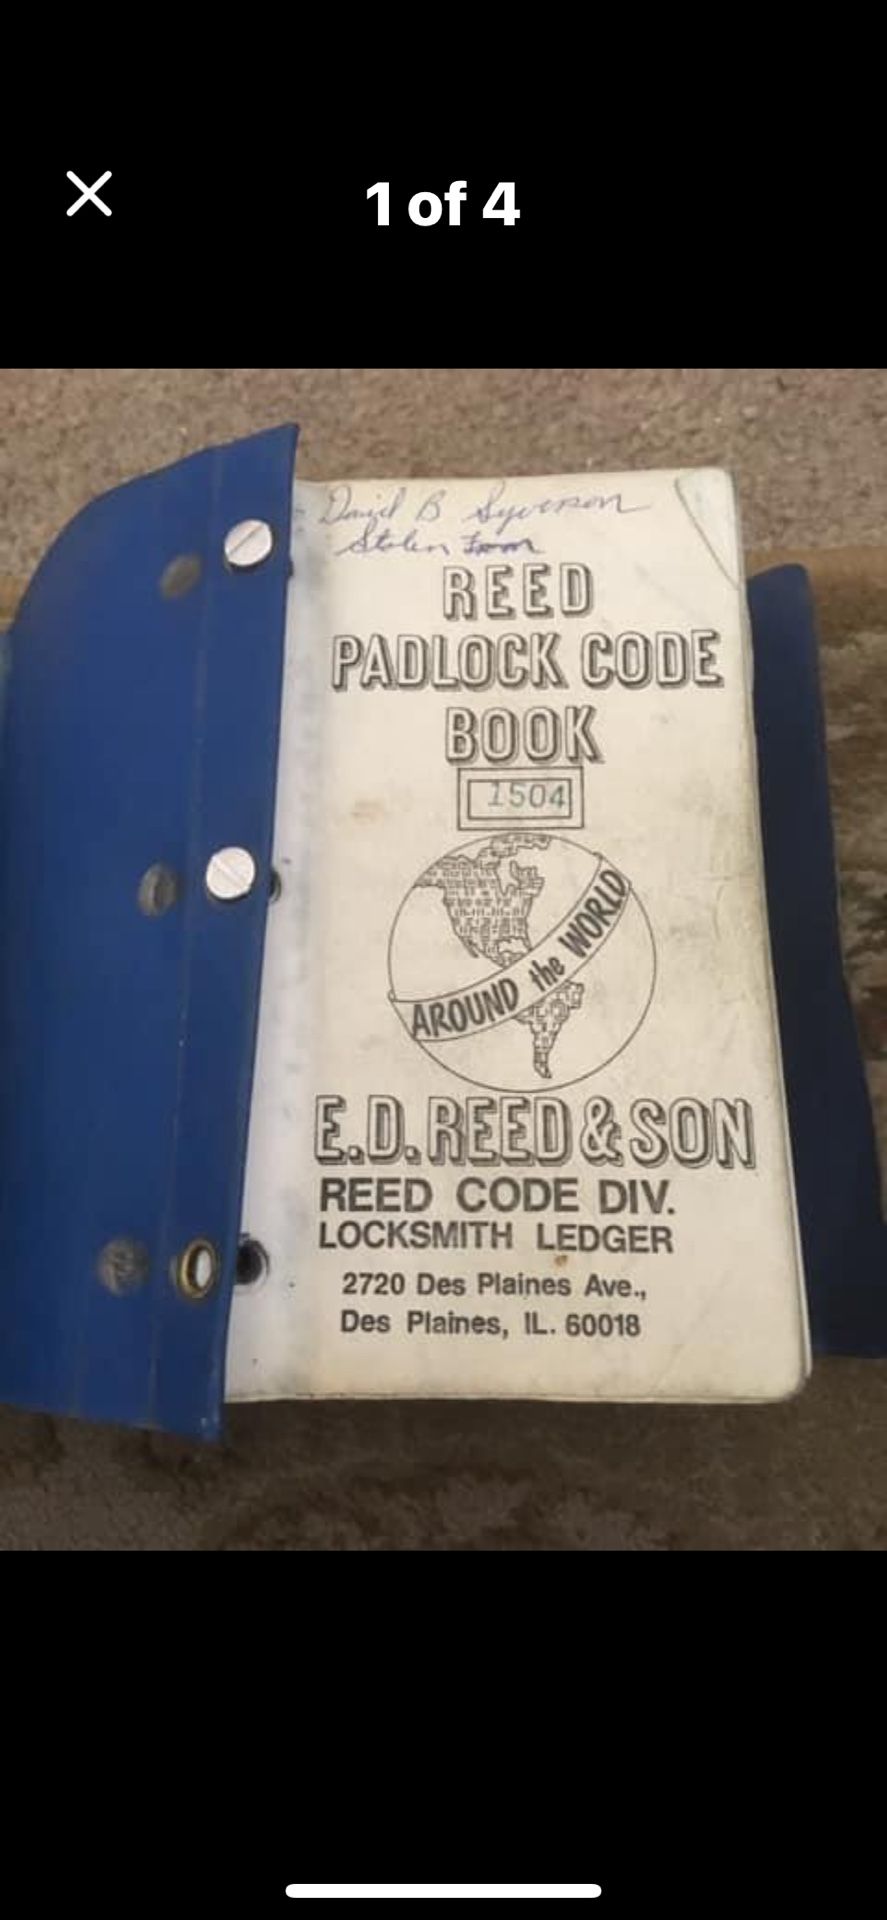 1 of 4
David B Syverson
Stolen From
REED
PADLOCK CODE
BOOK
1504
AROUND the WORLD
E.D. REED & SON
REED CODE DIV.
LOCKSMITH LEDGER
2720 Des Plaines Ave.,
Des Plaines, IL. 60018